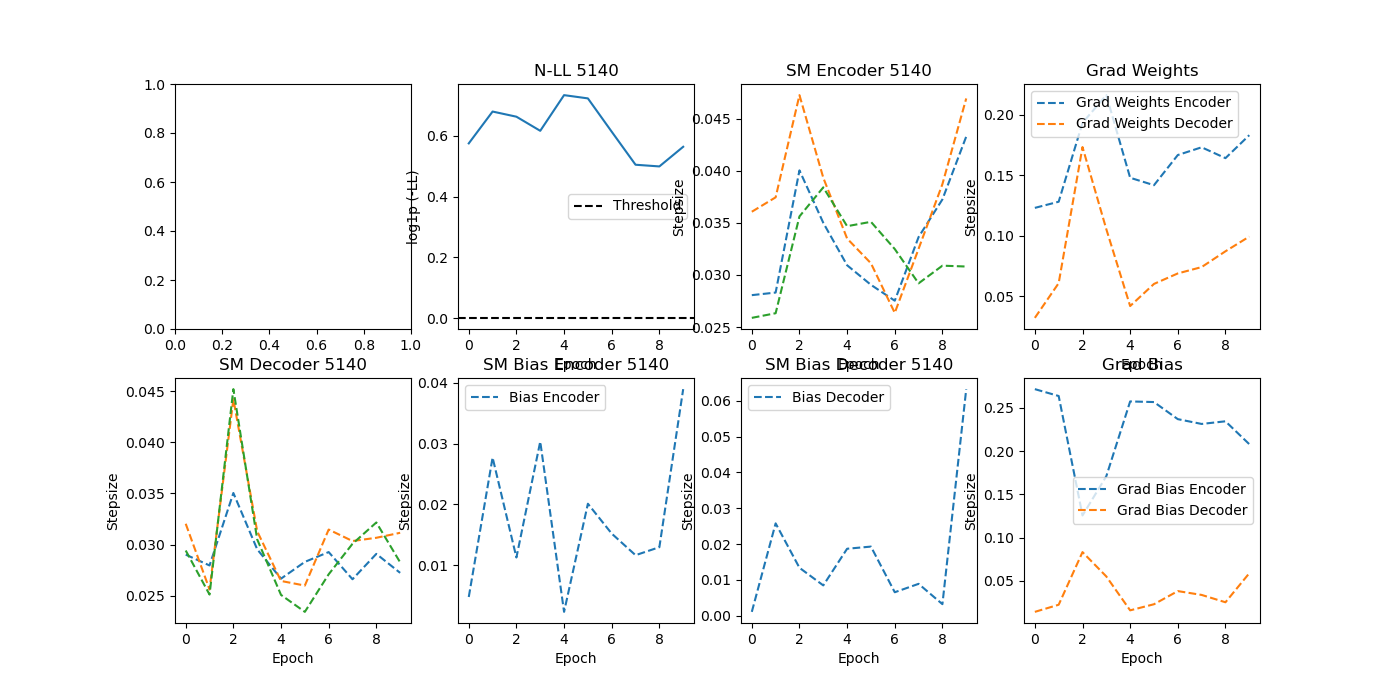 N-LL 5140
SM Encoder 5140
Grad Weights
1.0
0.8
0.6
0.4
0.2
0.0
0.0 0.2 0.4 0.6 0.8 1.0
log1p (-LL)
0.6
0.4
0.2
0.0
Threshold
0 2 4 6 8
Epoch
Stepsize
0.045
0.040
0.035
0.030
0.025
0 2 4 6 8
Epoch
Stepsize
0.20
0.15
0.10
0.05
Grad Weights Encoder
Grad Weights Decoder
0 2 4 6 8
Epoch
SM Decoder 5140
SM Bias Encoder 5140
SM Bias Decoder 5140
Grad Bias
Stepsize
0.045
0.040
0.035
0.030
0.025
0 2 4 6 8
Epoch
Stepsize
0.04
0.03
0.02
0.01
Bias Encoder
0 2 4 6 8
Epoch
Stepsize
0.06
0.05
0.04
0.03
0.02
0.01
0.00
Bias Decoder
0 2 4 6 8
Epoch
Stepsize
0.25
0.20
0.15
0.10
0.05
Grad Bias Encoder
Grad Bias Decoder
0 2 4 6 8
Epoch